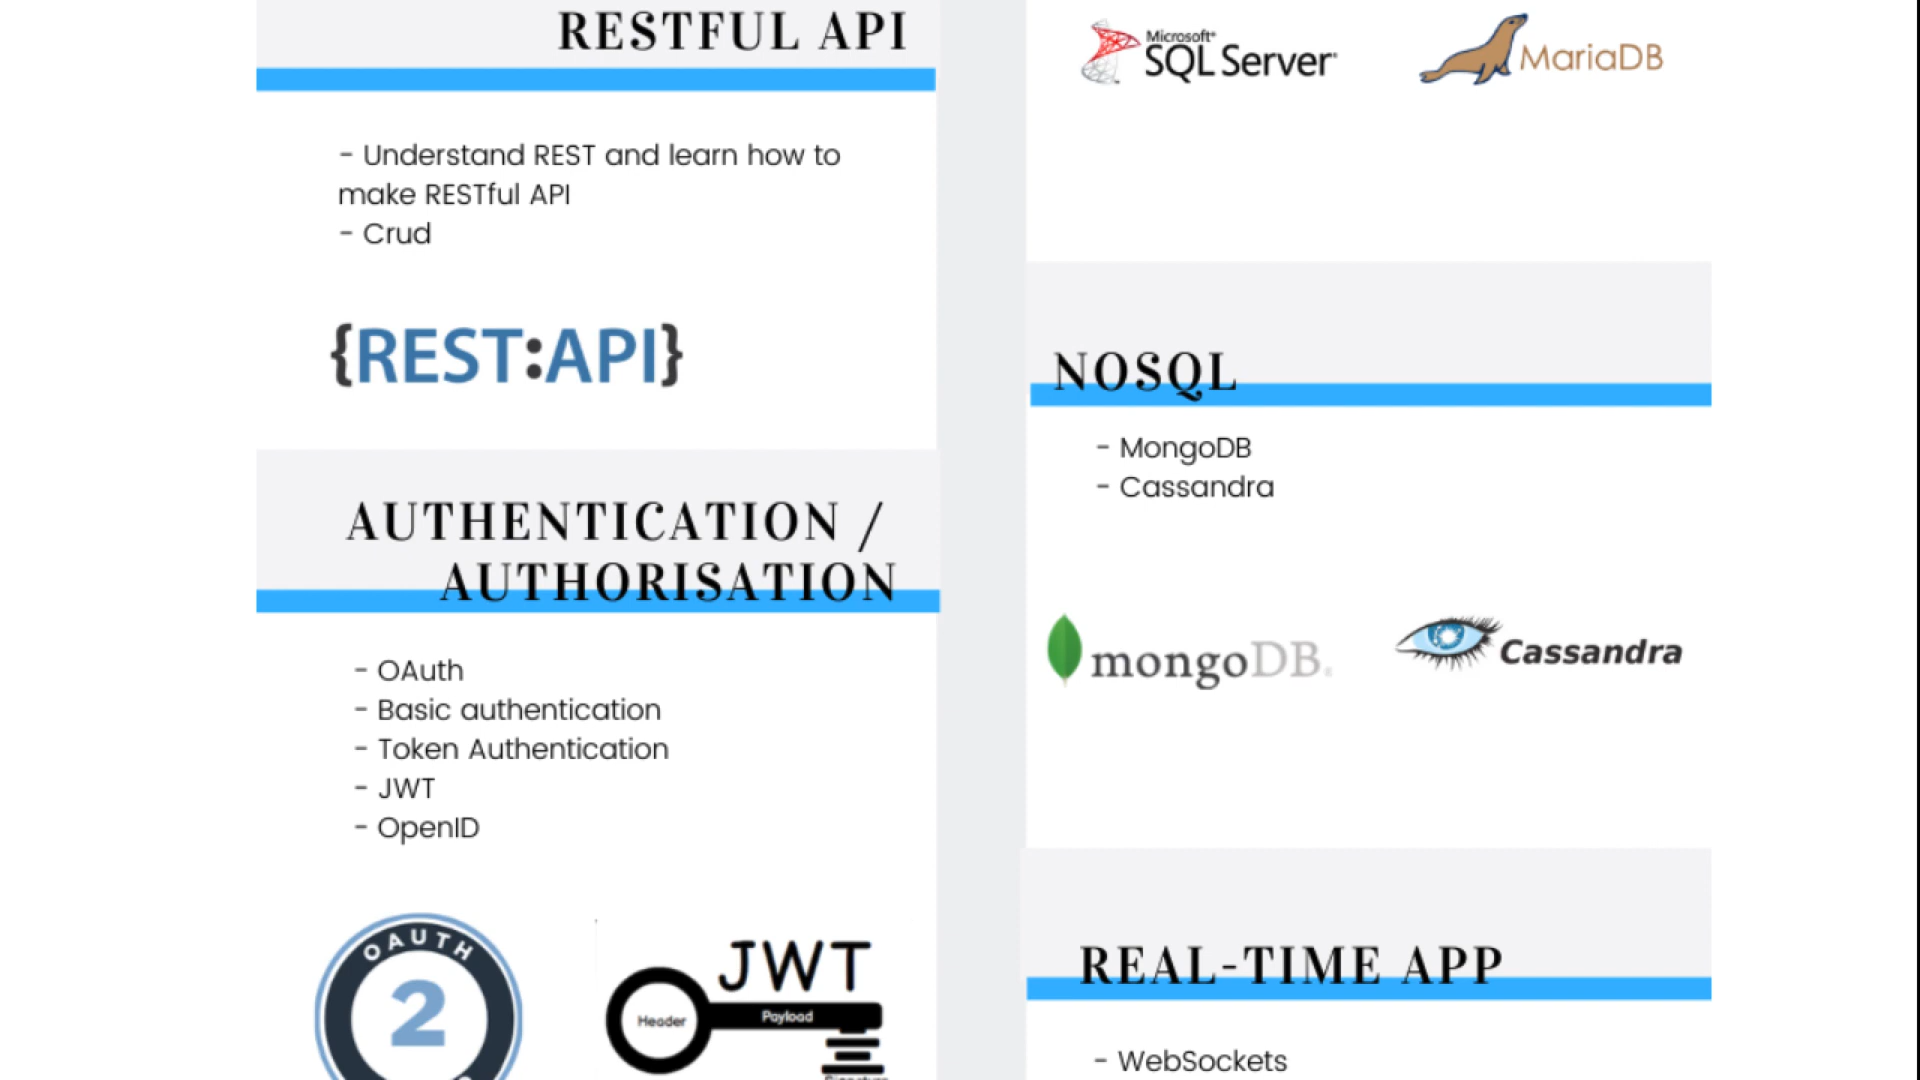 RESTFUL API
- Understand REST and learn how to
make RESTful API
- Crud
{REST:API}
AUTHENTICATION /
AUTHORISATION
- OAuth
- Basic authentication
- Token Authentication
- JWT
- OpenID
OAUTH
2
JWT
Header
Payload
Microsoft
SQL Server
MariaDB
NOSQL
- MongoDB
- Cassandra
mongoDB
Cassandra
REAL-TIME APP
- WebSockets